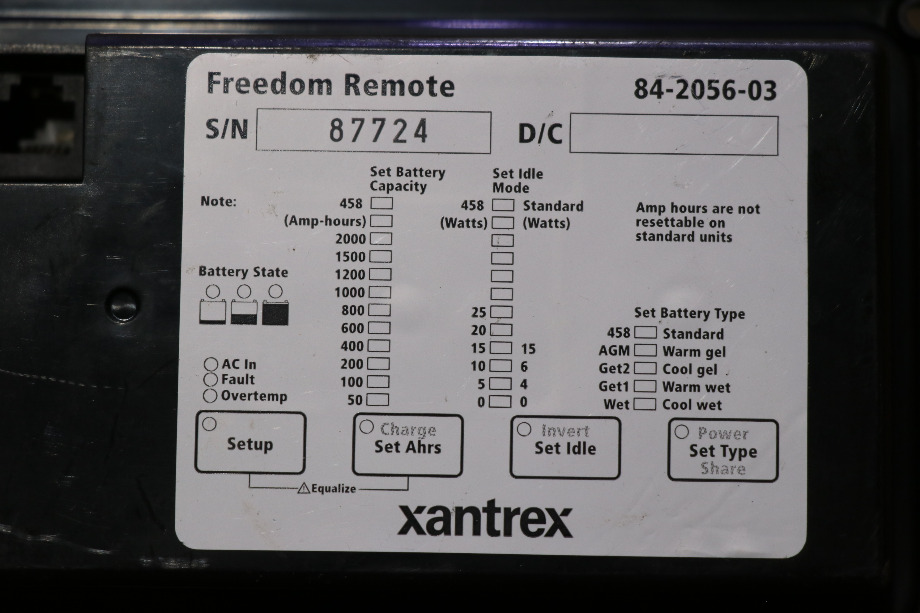 Freedom Remote 84-2056-03
S/N 87724 D/C
Set Battery Capacity
Set Idle Mode
Note:
458 458 Standard
(Amp-hours) (Watts) (Watts)
2000
1500
1200
1000
800 25
600 20
400 15 15
200 10 6
100 5 4
50 0 0
Amp hours are not
resettable on
standard units
Battery State
AC In
Fault
Overtemp
Set Battery Type
458 Standard
AGM Warm gel
Get2 Cool gel
Get1 Warm wet
Wet Cool wet
Setup
Charge
Set Ahrs
Invert
Set Idle
Power
Set Type
Share
Equalize
xantrex